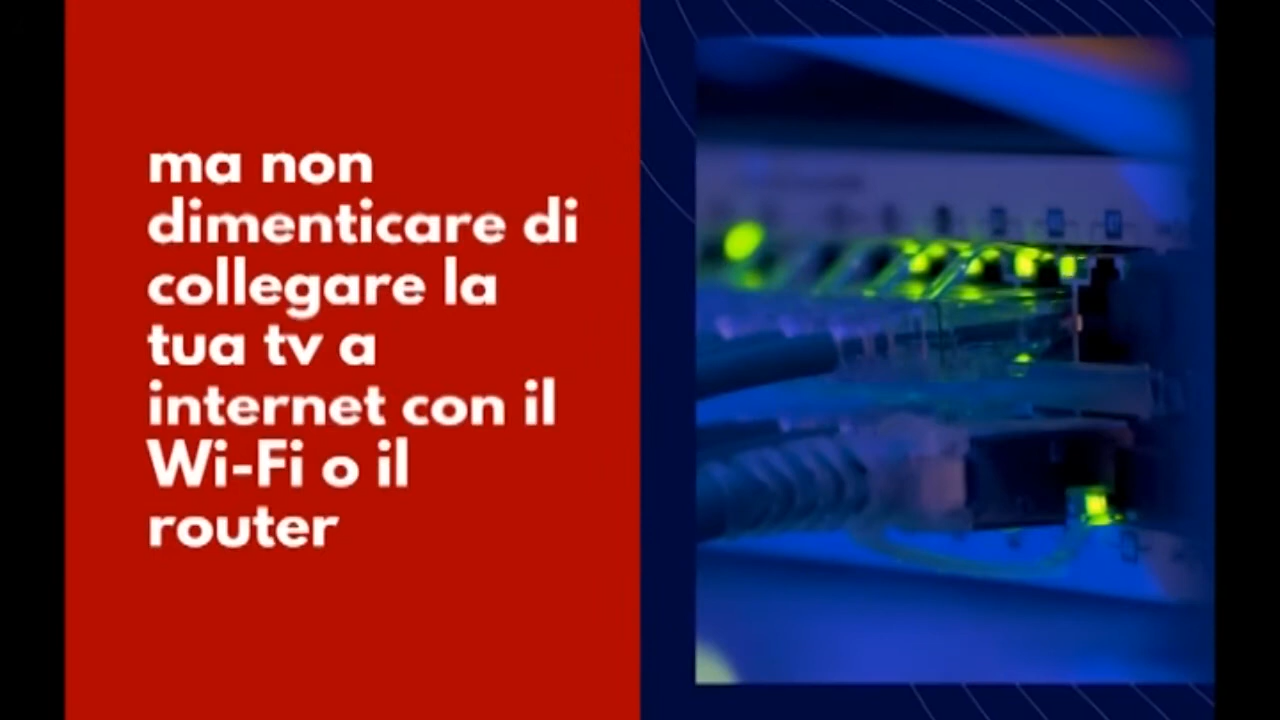 ma non
dimenticare di
collegare la
tua tv a
internet con il
Wi-Fi o il
router